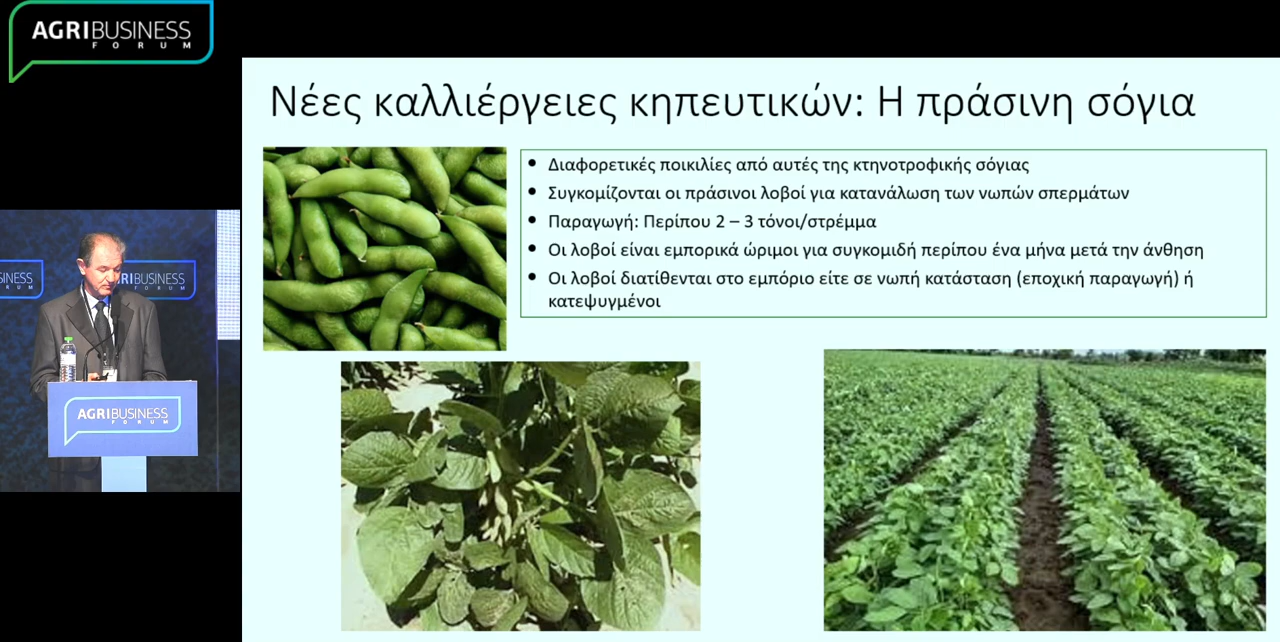 AGRIBUSINESS
FORUM
Νέες καλλιέργειες κηπευτικών: Η πράσινη σόγια
• Διαφορετικές ποικιλίες από αυτές της κτηνοτροφικής σόγιας
• Συγκομίζονται οι πράσινοι λοβοί για κατανάλωση των νωπών σπερμάτων
• Παραγωγή: Περίπου 2 – 3 τόνοι/στρέμμα
• Οι λοβοί είναι εμπορικά ώριμοι για συγκομιδή περίπου ένα μήνα μετά την άνθηση
• Οι λοβοί διατίθενται στο εμπόριο είτε σε νωπή κατάσταση (εποχική παραγωγή) ή
κατεψυγμένοι
SINESS
RUM
RIBUSINESS
FORUM
AGRIBUSINESS
FORUM